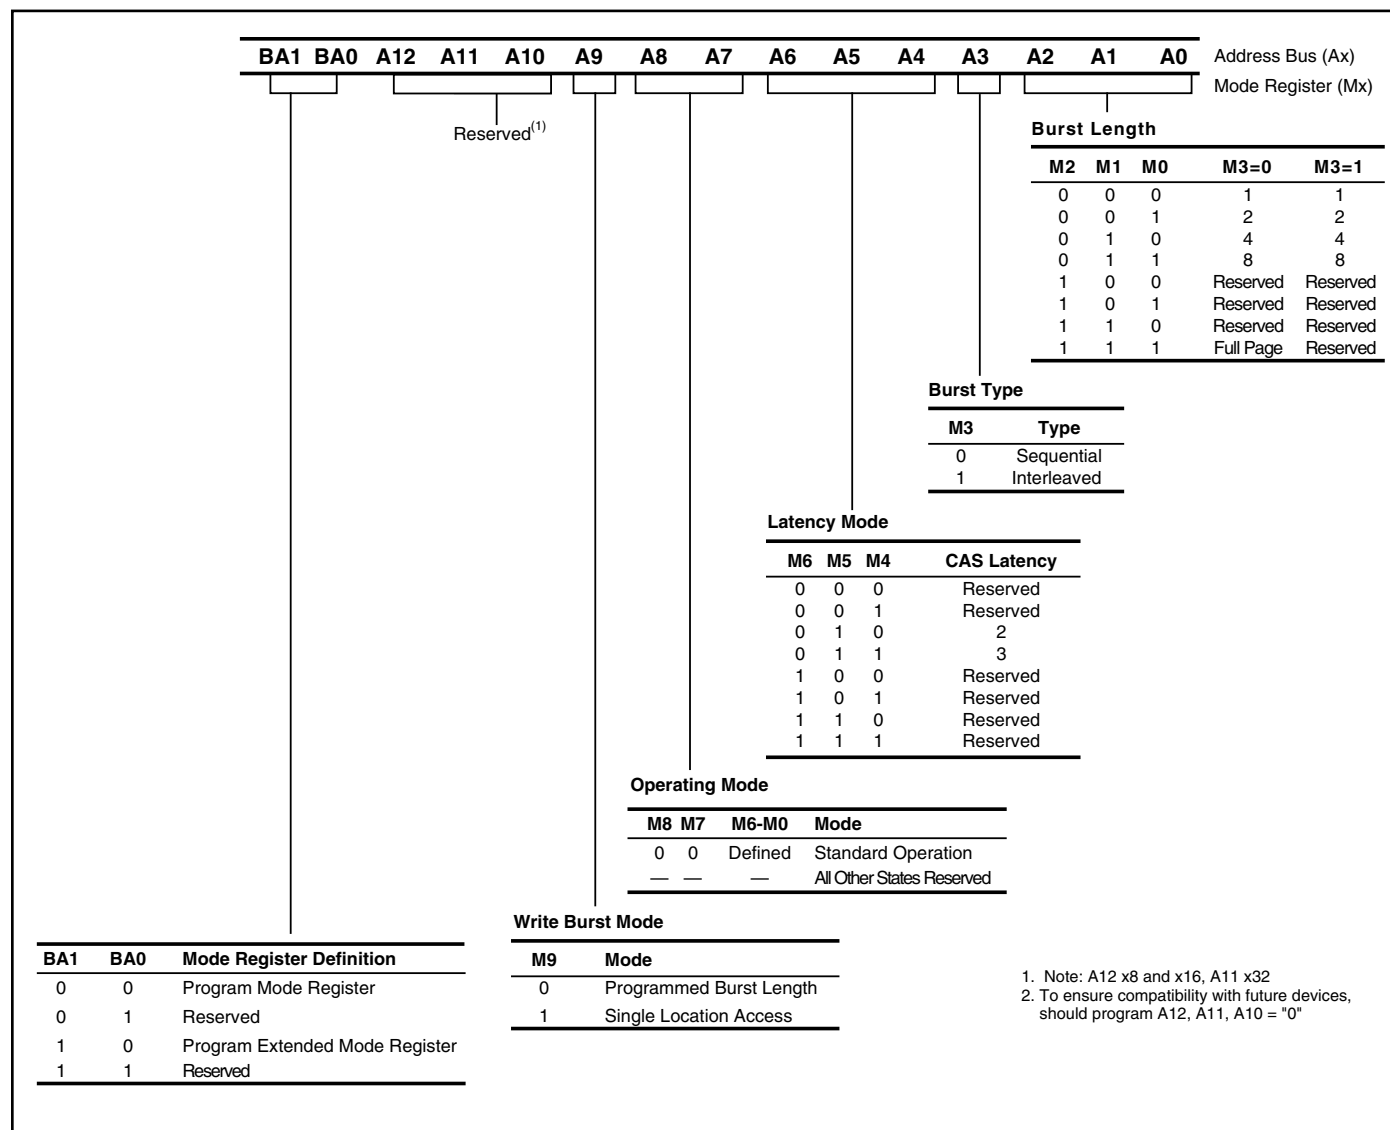 BA1 BA0 A12 A11 A10 A9 A8 A7 A6 A5 A4 A3 A2 A1 A0 Address Bus (Ax)
Mode Register (Mx)
Reserved(1)
Burst Length
M2 M1 M0 M3=0 M3=1
0 0 0 1 1
0 0 1 2 2
0 1 0 4 4
0 1 1 8 8
1 0 0 Reserved Reserved
1 0 1 Reserved Reserved
1 1 0 Reserved Reserved
1 1 1 Full Page Reserved
Burst Type
M3 Type
0 Sequential
1 Interleaved
Latency Mode
M6 M5 M4 CAS Latency
0 0 0 Reserved
0 0 1 Reserved
0 1 0 2
0 1 1 3
1 0 0 Reserved
1 0 1 Reserved
1 1 0 Reserved
1 1 1 Reserved
Operating Mode
M8 M7 M6-M0 Mode
0 0 Defined Standard Operation
— — — All Other States Reserved
Write Burst Mode
M9 Mode
0 Programmed Burst Length
1 Single Location Access
BA1 BA0 Mode Register Definition
0 0 Program Mode Register
0 1 Reserved
1 0 Program Extended Mode Register
1 1 Reserved
1. Note: A12 x8 and x16, A11 x32
2. To ensure compatibility with future devices,
should program A12, A11, A10 = "0"